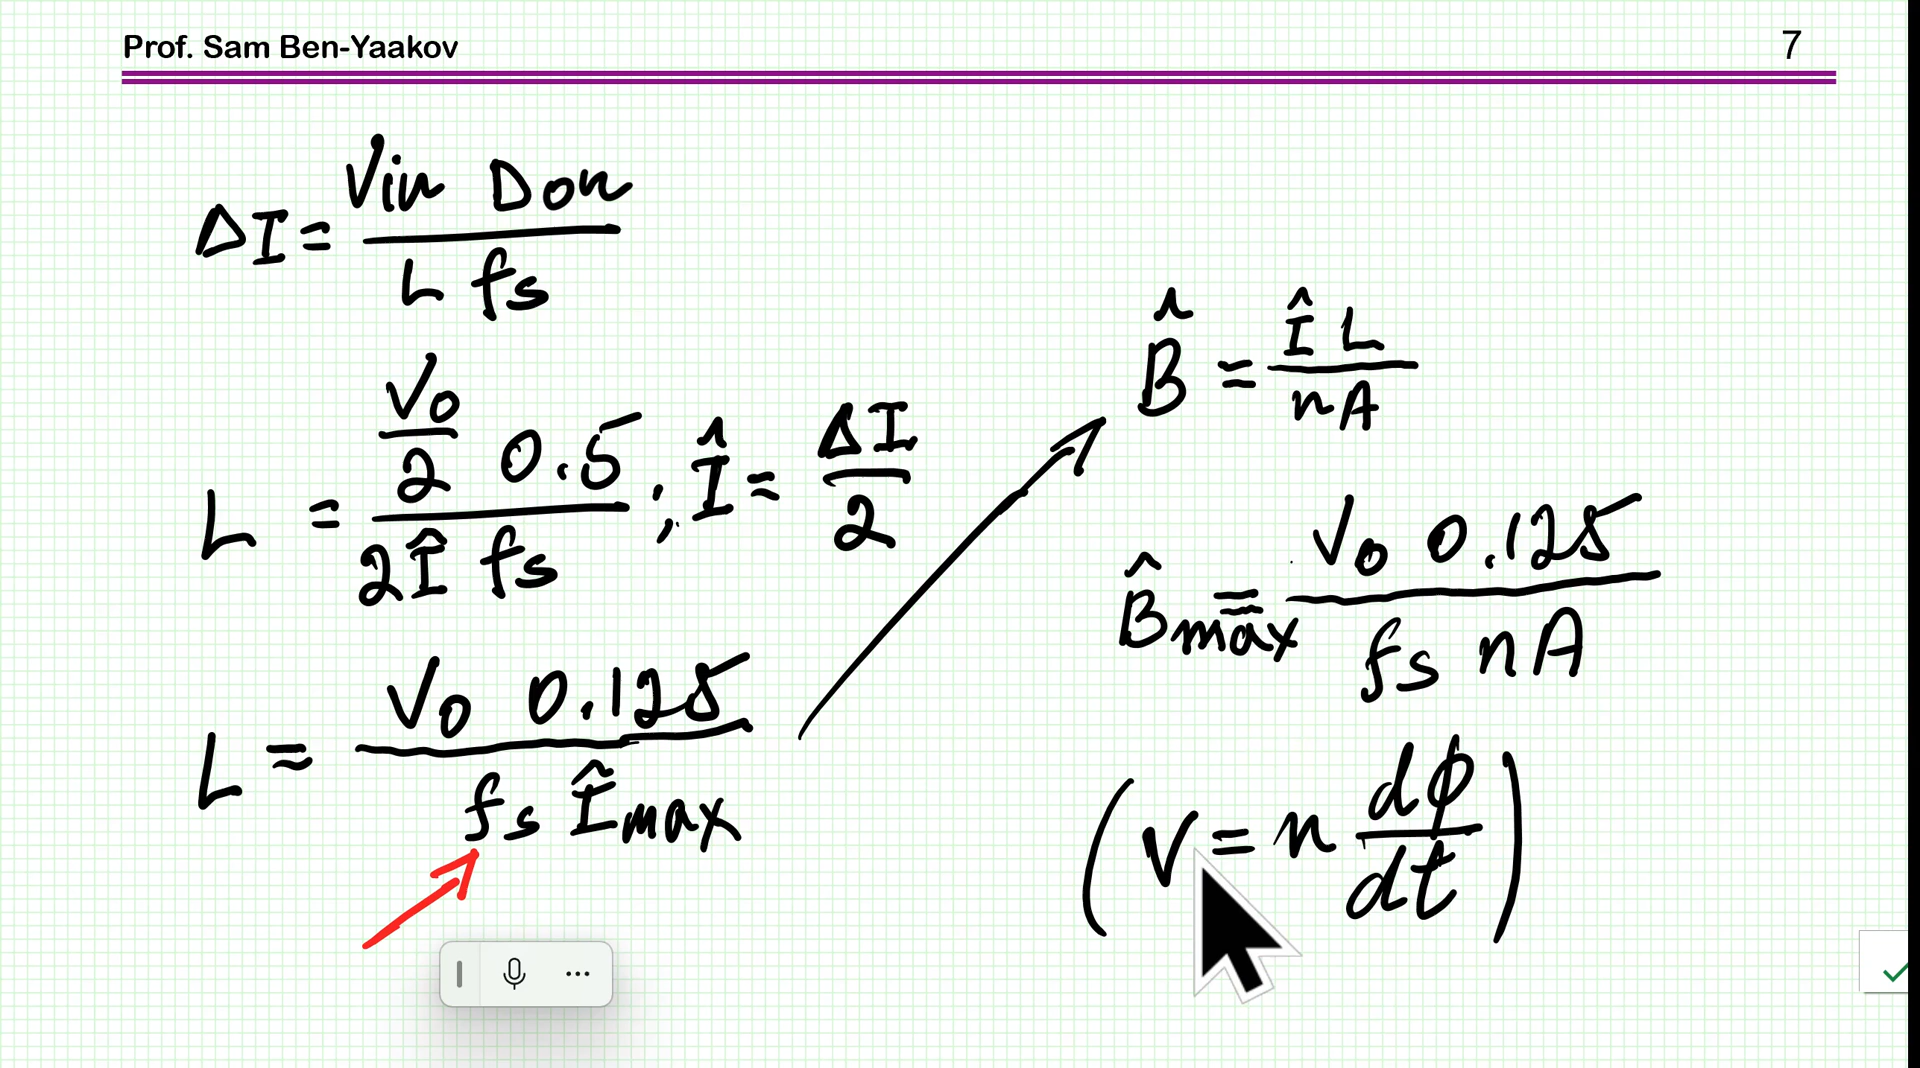 Prof. Sam Ben-Yaakov 7
ΔI = Vin Don / L fs
L = (Vo/2) 0.5 / 2Î fs ; Î = ΔI / 2
L ≈ Vo 0.125 / fs Îmax
B̂ = Î L / nA
B̂max = Vo 0.125 / fs nA
(V = n dϕ/dt)